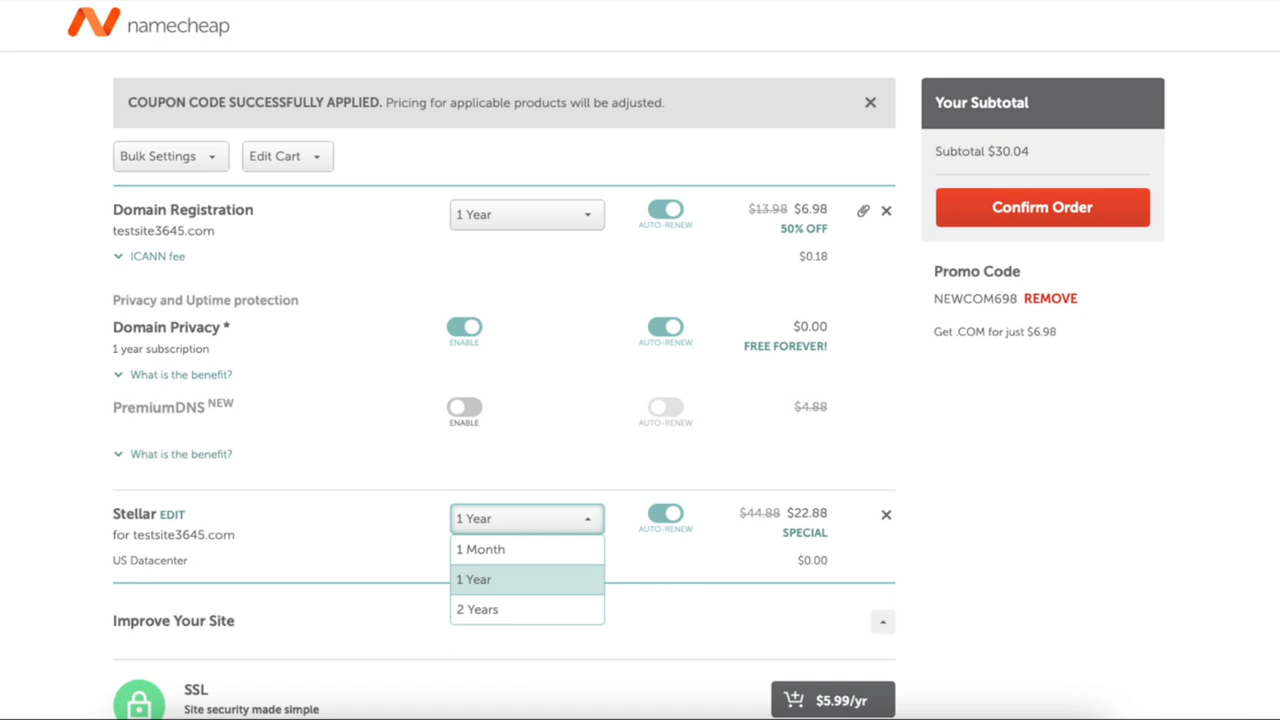 namecheap
COUPON CODE SUCCESSFULLY APPLIED. Pricing for applicable products will be adjusted.
Bulk Settings
Edit Cart
Domain Registration
testsite3645.com
ICANN fee
1 Year
AUTO-RENEW
$13.98 $6.98
50% OFF
$0.18
Privacy and Uptime protection
Domain Privacy *
1 year subscription
What is the benefit?
ENABLE
AUTO-RENEW
$0.00
FREE FOREVER!
PremiumDNS NEW
ENABLE
AUTO-RENEW
$4.88
What is the benefit?
Stellar EDIT
for testsite3645.com
US Datacenter
1 Year
1 Month
1 Year
2 Years
AUTO-RENEW
$44.88 $22.88
SPECIAL
$0.00
Improve Your Site
SSL
Site security made simple
$5.99/yr
Your Subtotal
Subtotal $30.04
Confirm Order
Promo Code
NEWCOM698 REMOVE
Get .COM for just $6.98